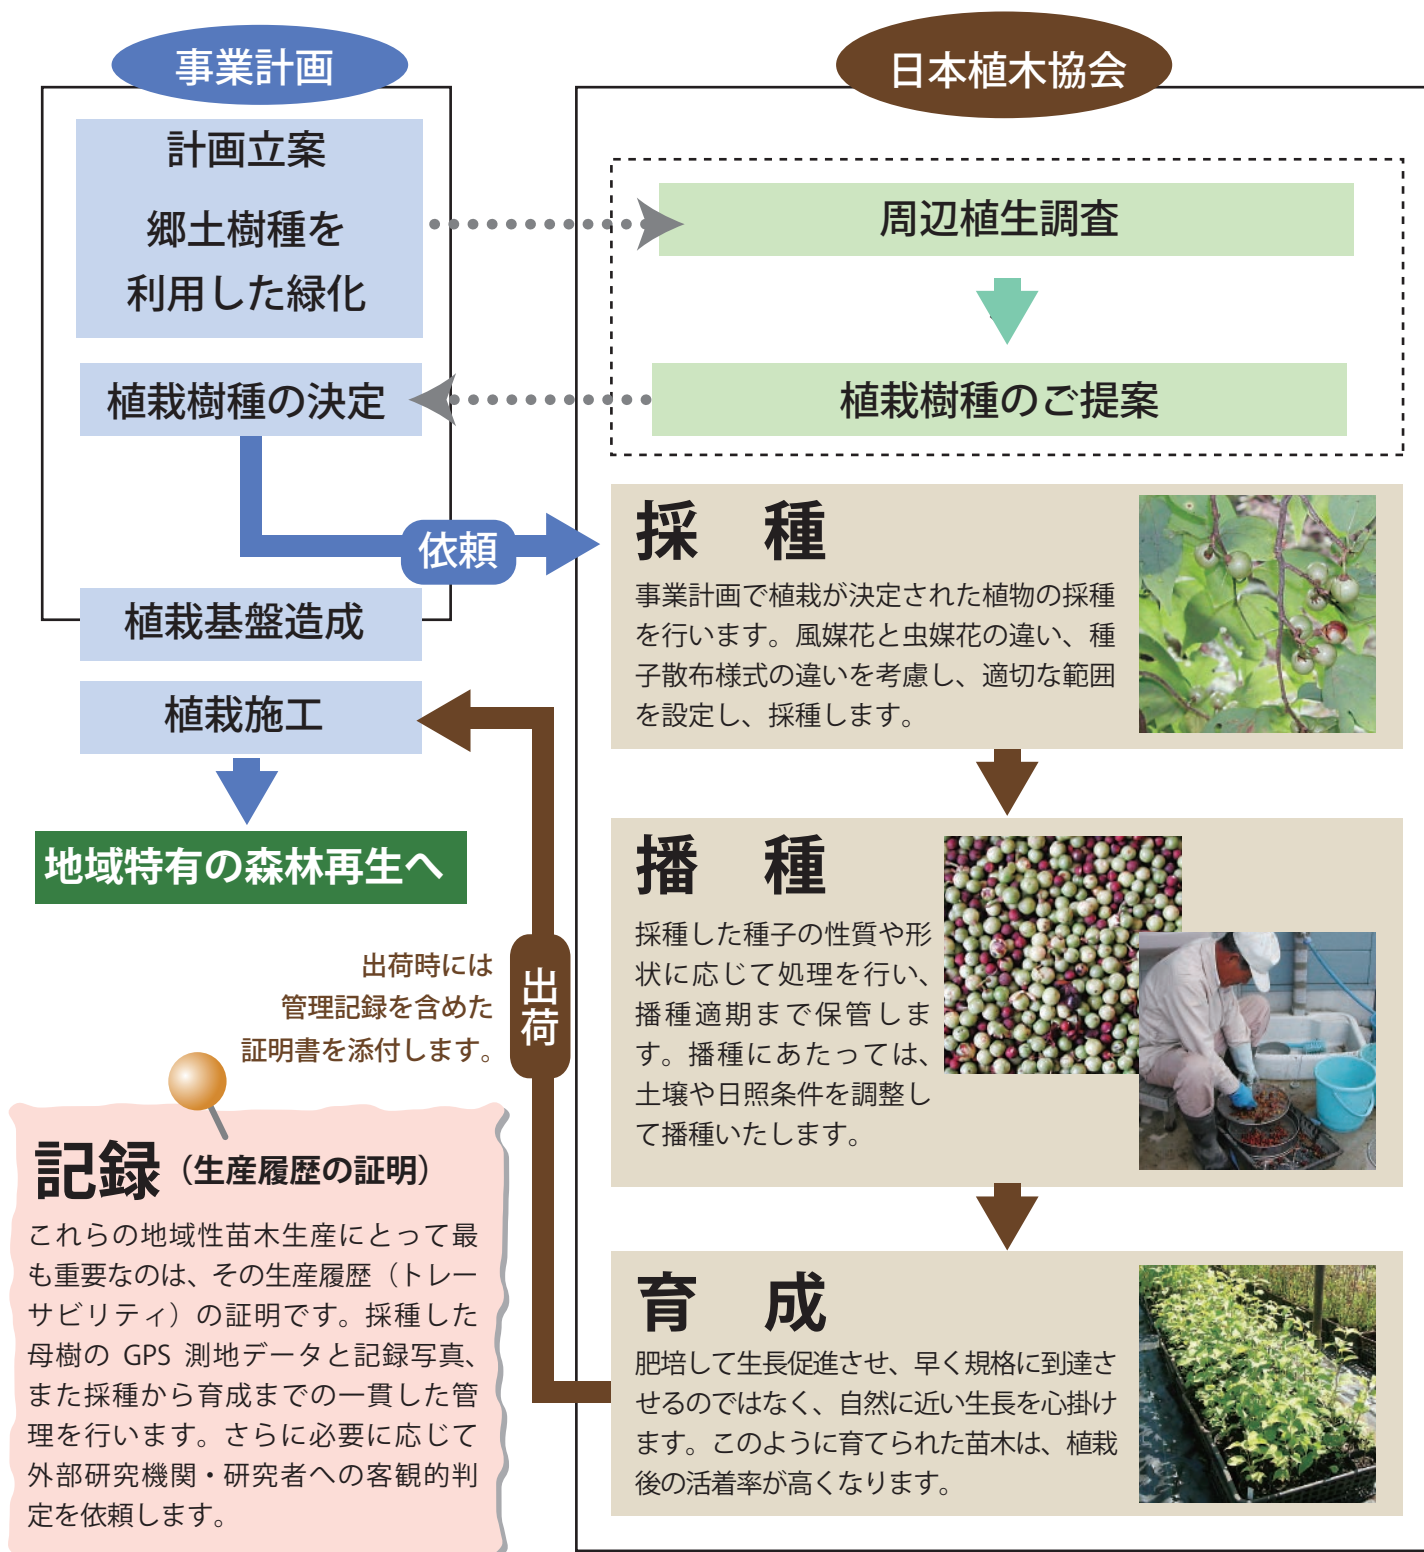 事業計画
計画立案
郷土樹種を
利用した緑化
植栽樹種の決定
依頼
植栽基盤造成
植栽施工
地域特有の森林再生へ
出荷時には
管理記録を含めた
証明書を添付します。
出荷
記録（生産履歴の証明）
これらの地域性苗木生産にとって最
も重要なのは、その生産履歴（トレー
サビリティ）の証明です。採種した
母樹の GPS 測地データと記録写真、
また採種から育成までの一貫した管
理を行います。さらに必要に応じて
外部研究機関・研究者への客観的判
定を依頼します。
日本植木協会
周辺植生調査
植栽樹種のご提案
採　種
事業計画で植栽が決定された植物の採種
を行います。風媒花と虫媒花の違い、種
子散布様式の違いを考慮し、適切な範囲
を設定し、採種します。
播　種
採種した種子の性質や形
状に応じて処理を行い、
播種適期まで保管しま
す。播種にあたっては、
土壌や日照条件を調整し
て播種いたします。
育　成
肥培して生長促進させ、早く規格に到達さ
せるのではなく、自然に近い生長を心掛け
ます。このように育てられた苗木は、植栽
後の活着率が高くなります。